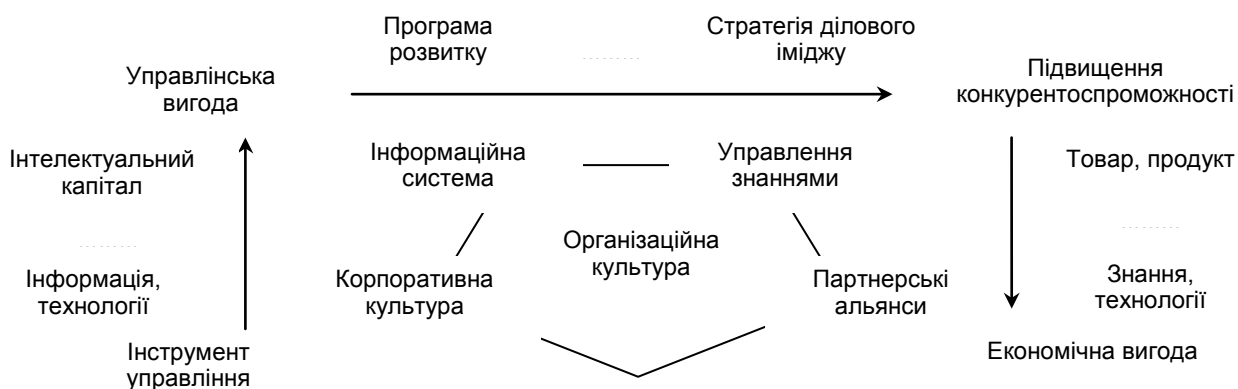 Програма
розвитку
Стратегія ділового
іміджу
Управлінська
вигода
Підвищення
конкурентоспроможності
Інтелектуальний
капітал
Інформаційна
система
Управління
знаннями
Товар, продукт
Організаційна
культура
Інформація,
технології
Корпоративна
культура
Партнерські
альянси
Знання,
технології
Інструмент
управління
Економічна вигода